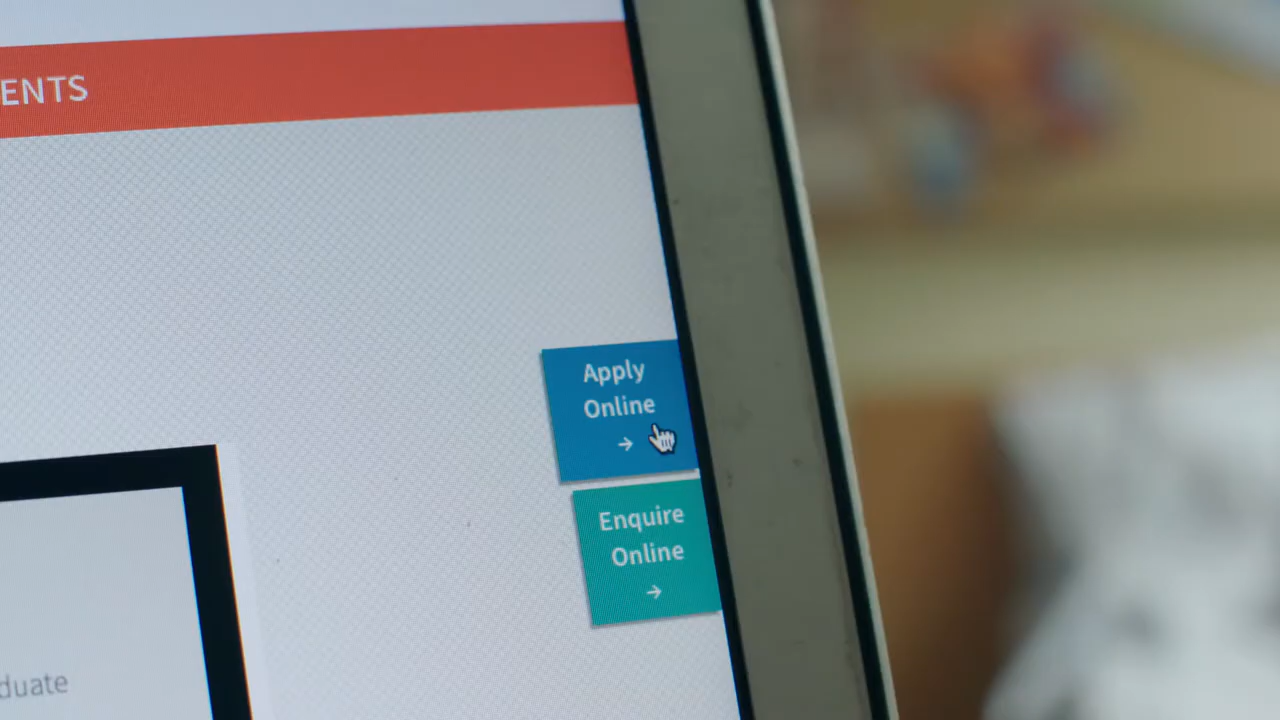 ENTS
Apply
Online
→
Enquire
Online
→
duate